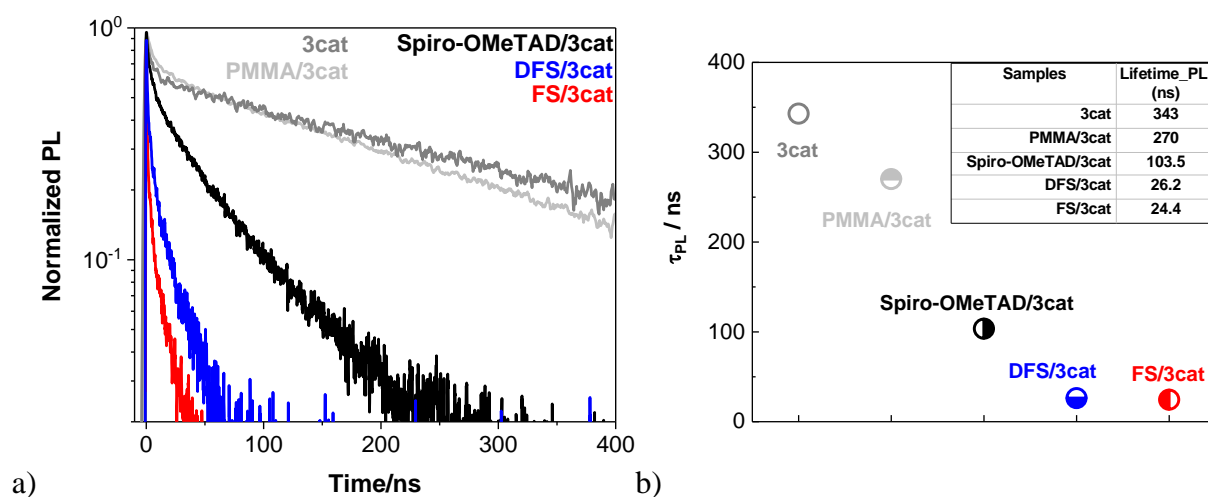 10⁰
10⁻¹
Normalized PL
3cat
PMMA/3cat
Spiro-OMeTAD/3cat
DFS/3cat
FS/3cat
0 100 200 300 400
Time/ns
a)
400
300
200
100
0
τPL / ns
3cat
PMMA/3cat
Spiro-OMeTAD/3cat
DFS/3cat
FS/3cat
Samples Lifetime_PL
(ns)
3cat 343
PMMA/3cat 270
Spiro-OMeTAD/3cat 103.5
DFS/3cat 26.2
FS/3cat 24.4
b)